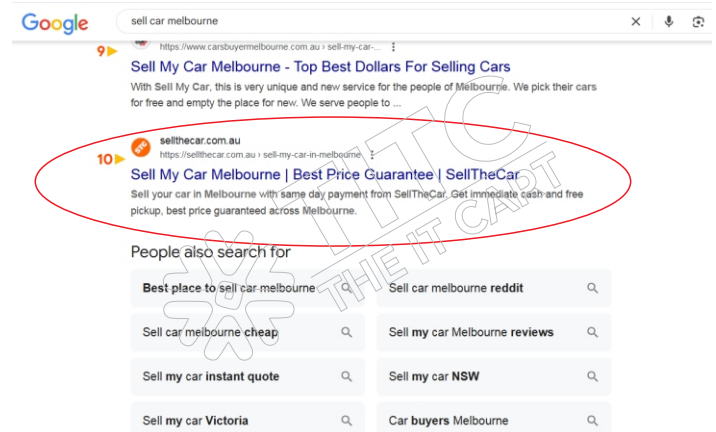 Google
sell car melbourne
9
https://www.carsbuyermelbourne.com.au › sell-my-car-...
Sell My Car Melbourne - Top Best Dollars For Selling Cars
With Sell My Car, this is very unique and new service for the people of Melbourne. We pick their cars
for free and empty the place for new. We serve people to ...
10
STC
sellthecar.com.au
https://sellthecar.com.au › sell-my-car-in-melbourne
Sell My Car Melbourne | Best Price Guarantee | SellTheCar
Sell your car in Melbourne with same day payment from SellTheCar. Get immediate cash and free
pickup, best price guaranteed across Melbourne.
TITC
THE IT CART
People also search for
Best place to sell car melbourne
Sell car melbourne reddit
Sell car melbourne cheap
Sell my car Melbourne reviews
Sell my car instant quote
Sell my car NSW
Sell my car Victoria
Car buyers Melbourne